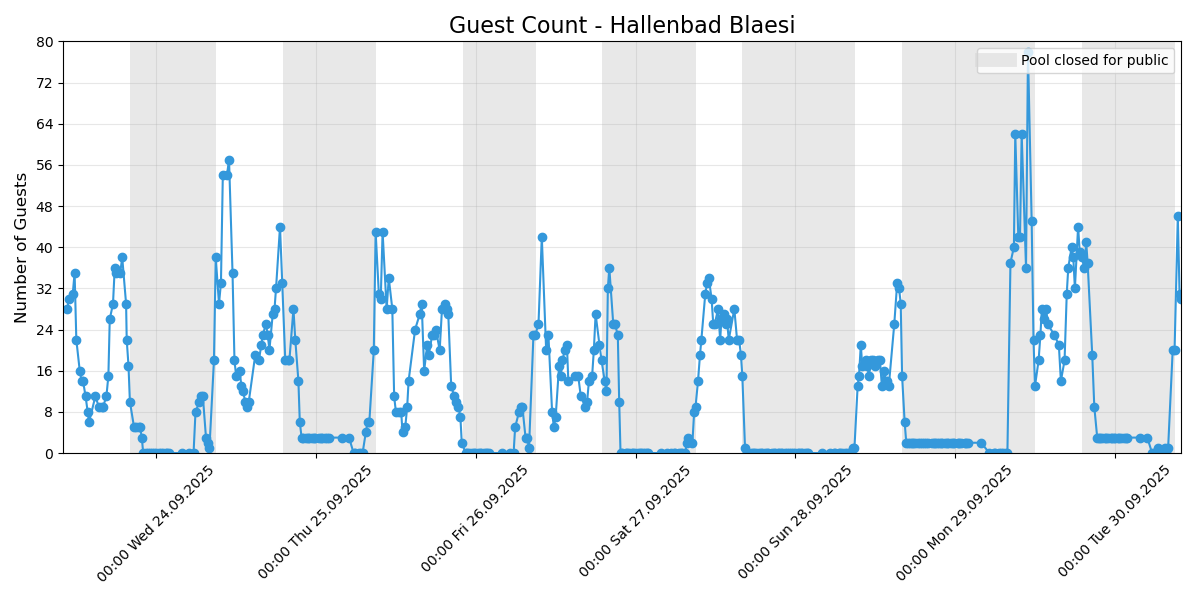 Guest Count - Hallenbad Blaesi
Number of Guests
80
72
64
56
48
40
32
24
16
8
0
Pool closed for public
00:00 Wed 24.09.2025
00:00 Thu 25.09.2025
00:00 Fri 26.09.2025
00:00 Sat 27.09.2025
00:00 Sun 28.09.2025
00:00 Mon 29.09.2025
00:00 Tue 30.09.2025